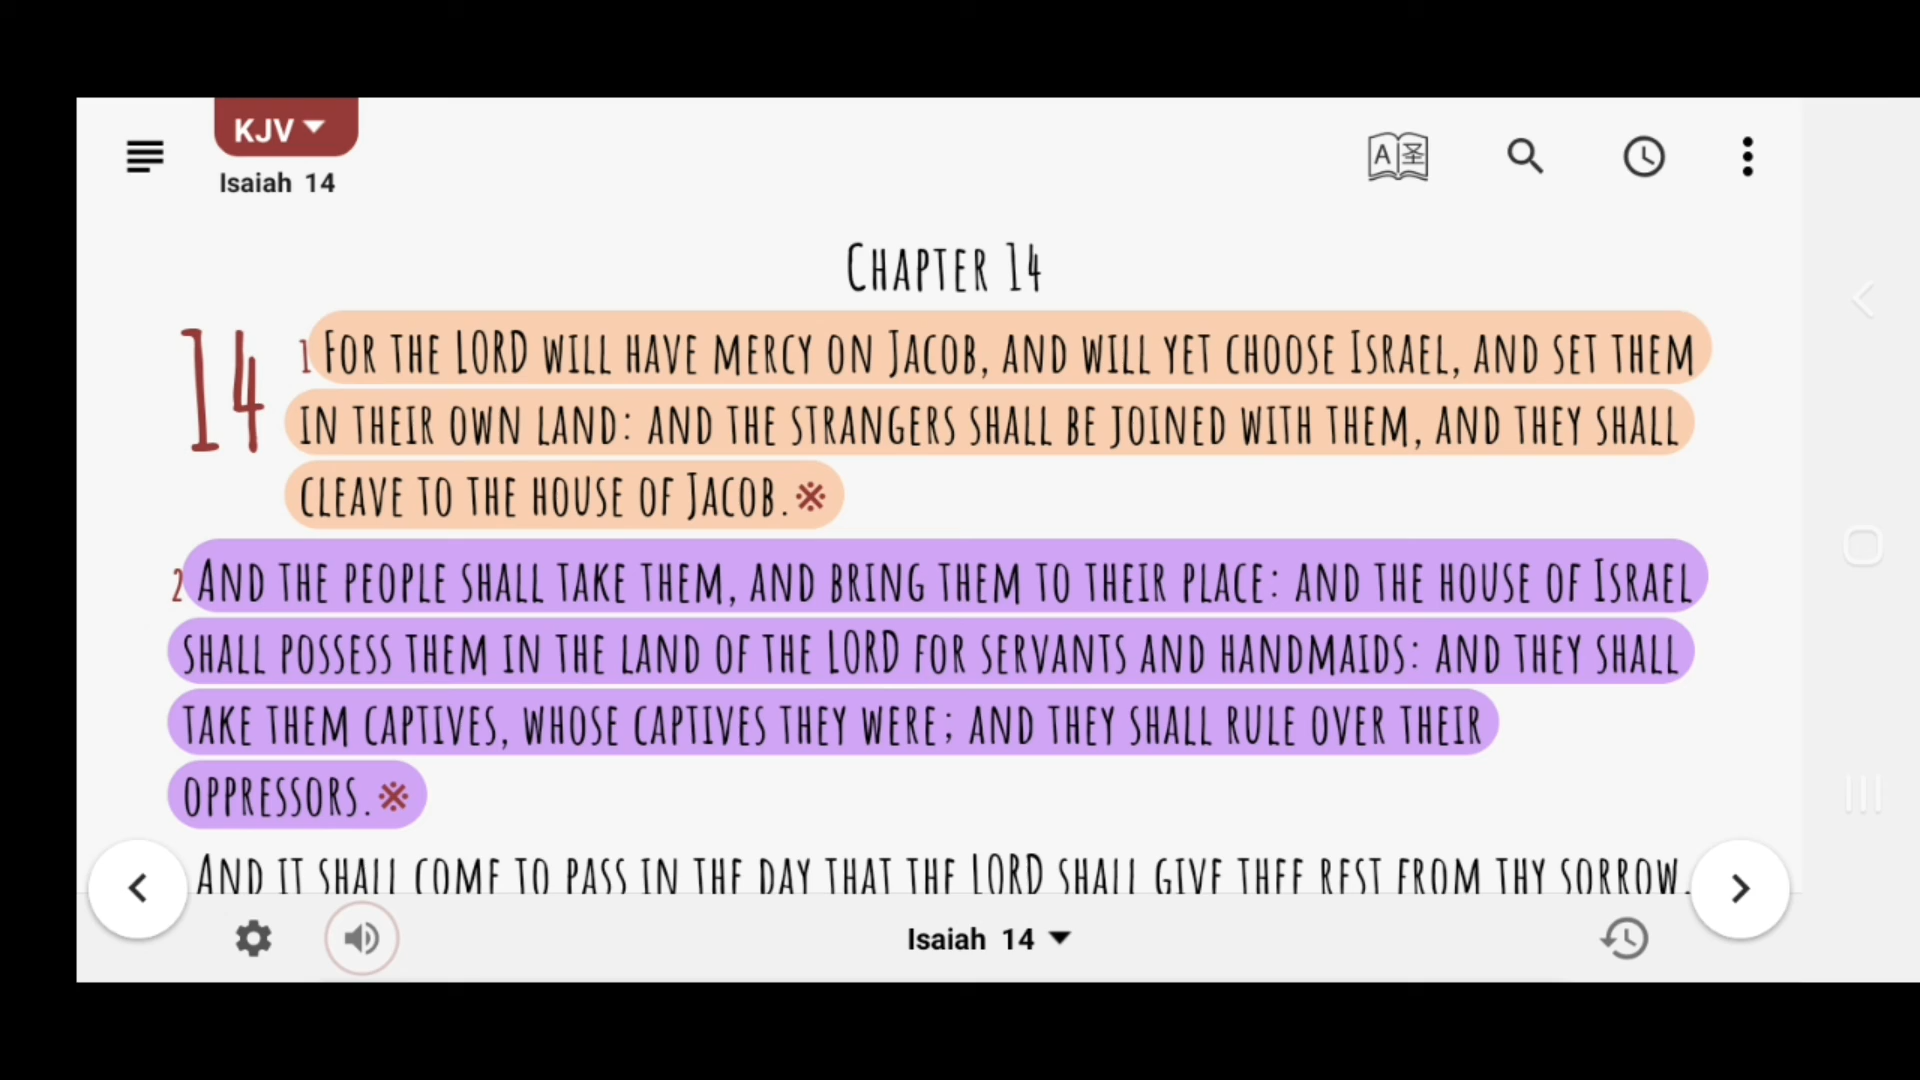 KJV
Isaiah 14
A 圣
Chapter 14
14
1 For the LORD will have mercy on Jacob, and will yet choose Israel, and set them
in their own land: and the strangers shall be joined with them, and they shall
cleave to the house of Jacob.※
2 And the people shall take them, and bring them to their place: and the house of Israel
shall possess them in the land of the LORD for servants and handmaids: and they shall
take them captives, whose captives they were; and they shall rule over their
oppressors.※
And it shall come to pass in the day that the LORD shall give thee rest from thy sorrow,
Isaiah 14